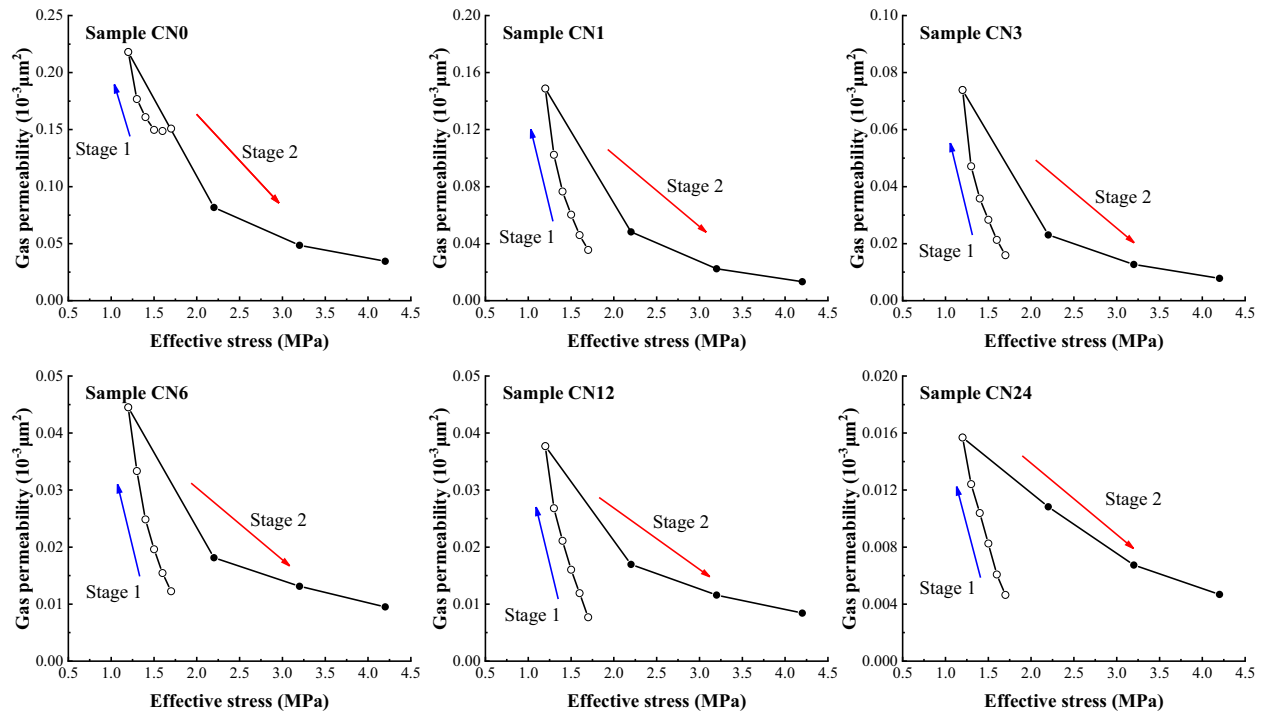 Sample CN0
Gas permeability (10⁻³μm²)
0.25
0.20
0.15
0.10
0.05
0.00
Stage 1
Stage 2
0.5 1.0 1.5 2.0 2.5 3.0 3.5 4.0 4.5
Effective stress (MPa)
Sample CN1
Gas permeability (10⁻³μm²)
0.20
0.16
0.12
0.08
0.04
0.00
Stage 2
Stage 1
0.5 1.0 1.5 2.0 2.5 3.0 3.5 4.0 4.5
Effective stress (MPa)
Sample CN3
Gas permeability (10⁻³μm²)
0.10
0.08
0.06
0.04
0.02
0.00
Stage 2
Stage 1
0.5 1.0 1.5 2.0 2.5 3.0 3.5 4.0 4.5
Effective stress (MPa)
Sample CN6
Gas permeability (10⁻³μm²)
0.05
0.04
0.03
0.02
0.01
0.00
Stage 2
Stage 1
0.5 1.0 1.5 2.0 2.5 3.0 3.5 4.0 4.5
Effective stress (MPa)
Sample CN12
Gas permeability (10⁻³μm²)
0.05
0.04
0.03
0.02
0.01
0.00
Stage 2
Stage 1
0.5 1.0 1.5 2.0 2.5 3.0 3.5 4.0 4.5
Effective stress (MPa)
Sample CN24
Gas permeability (10⁻³μm²)
0.020
0.016
0.012
0.008
0.004
0.000
Stage 2
Stage 1
0.5 1.0 1.5 2.0 2.5 3.0 3.5 4.0 4.5
Effective stress (MPa)